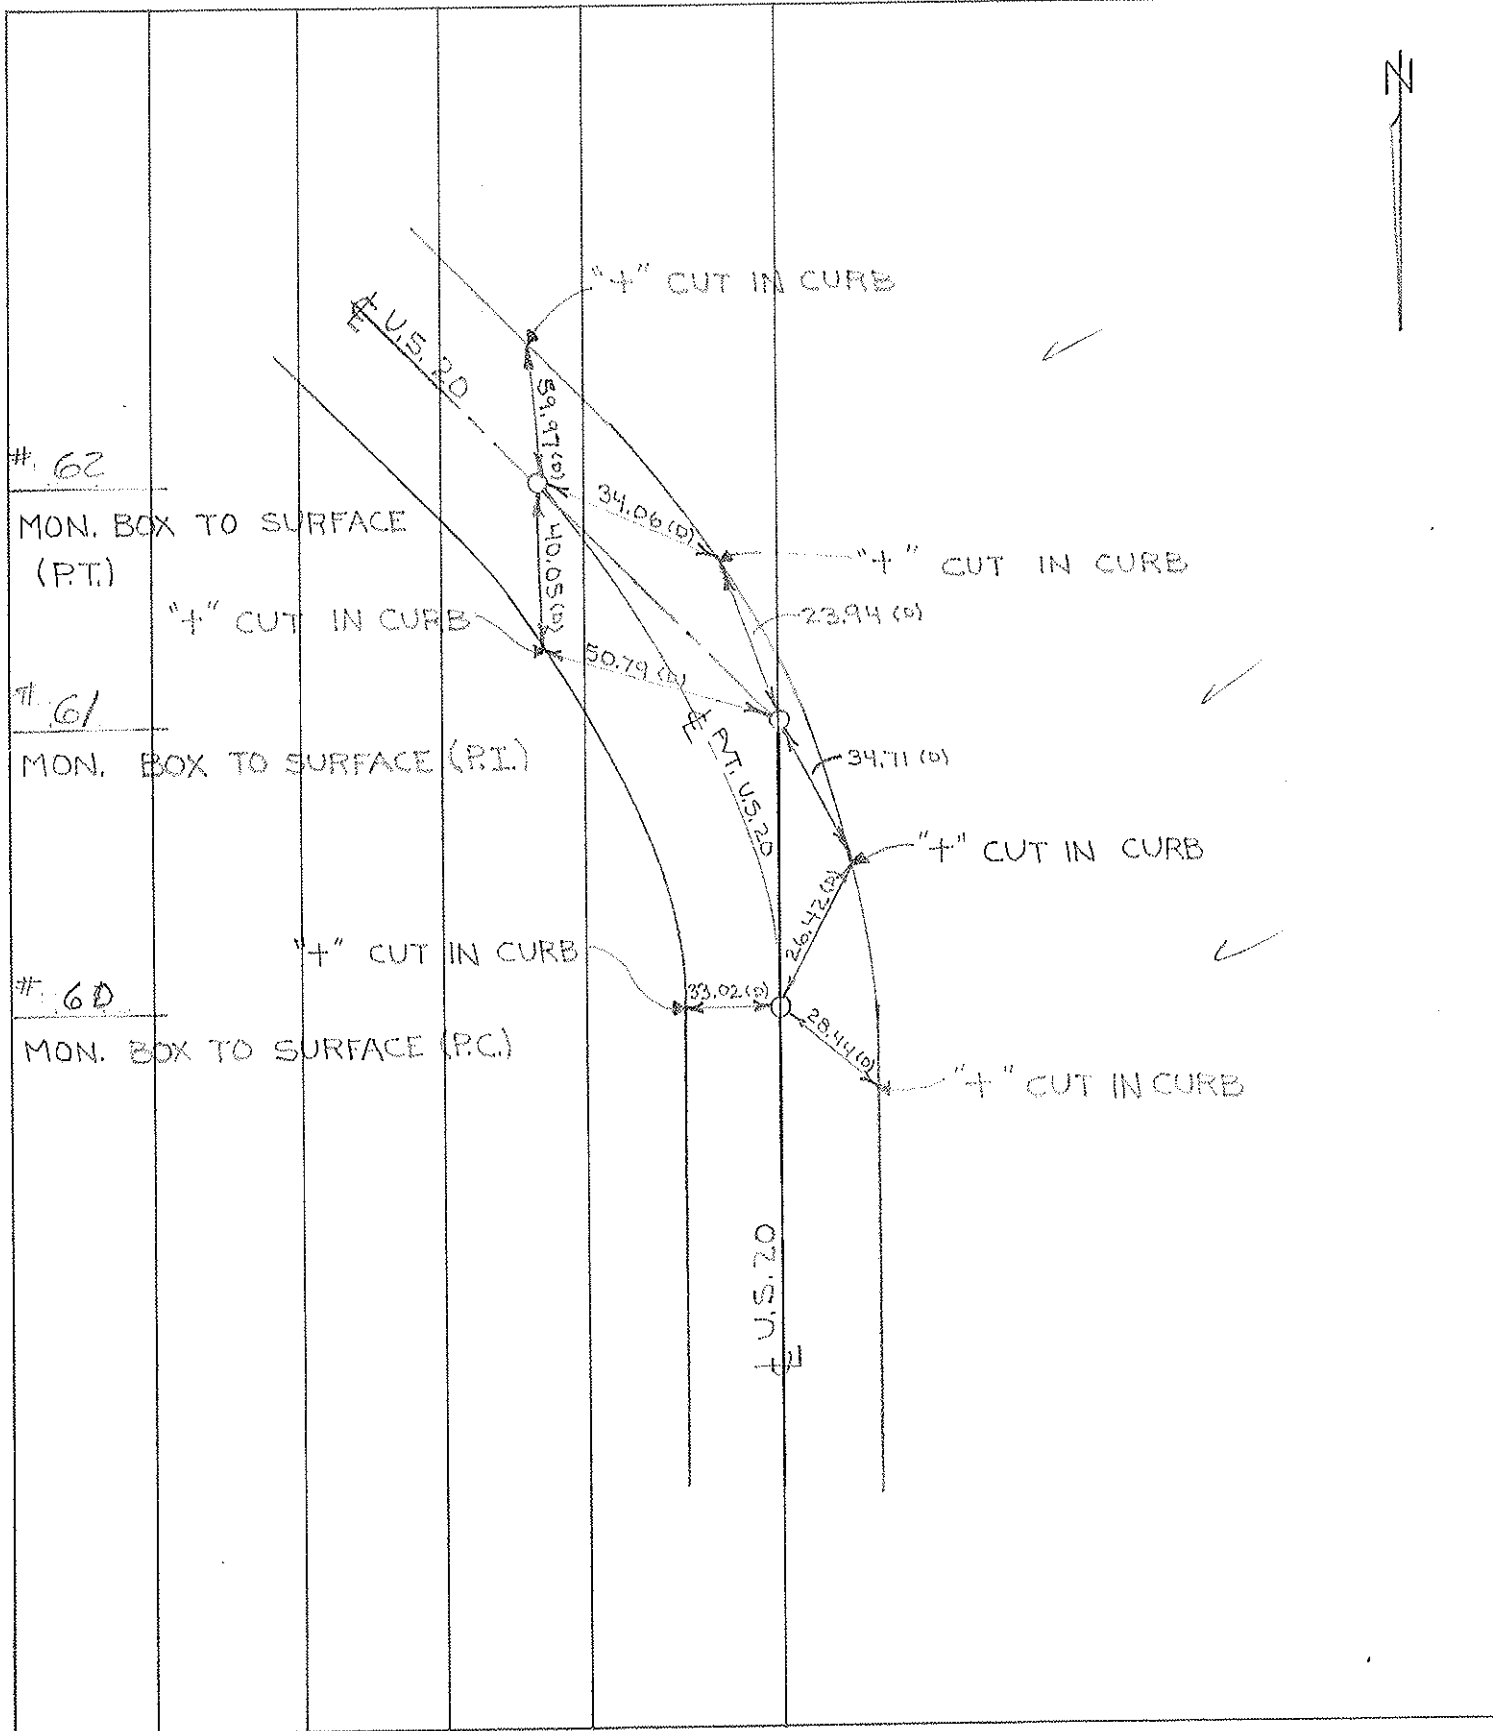 N
"+" CUT IN CURB
℄ U.S. 20
59.97 (D)
# 62
34.06 (D)
MON. BOX TO SURFACE
(P.T.)
"+" CUT IN CURB
40.05 (D)
"+" CUT IN CURB
23.94 (D)
50.79 (D)
# 61
MON. BOX TO SURFACE (P.I.)
℄ PVT. U.S. 20
34.71 (D)
"+" CUT IN CURB
26.42 (D)
"+" CUT IN CURB
# 60
33.02 (D)
28.44 (D)
MON. BOX TO SURFACE (P.C.)
"+" CUT IN CURB
℄ U.S. 20